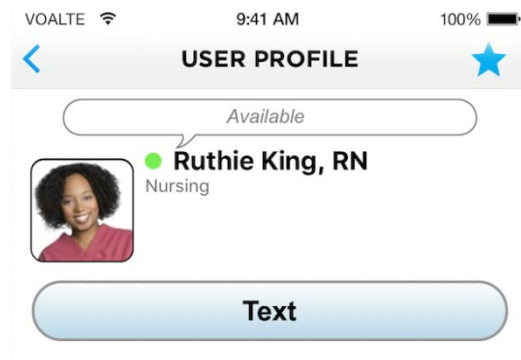 VOALTE 9:41 AM 100%
USER PROFILE
Available
Ruthie King, RN
Nursing
Text